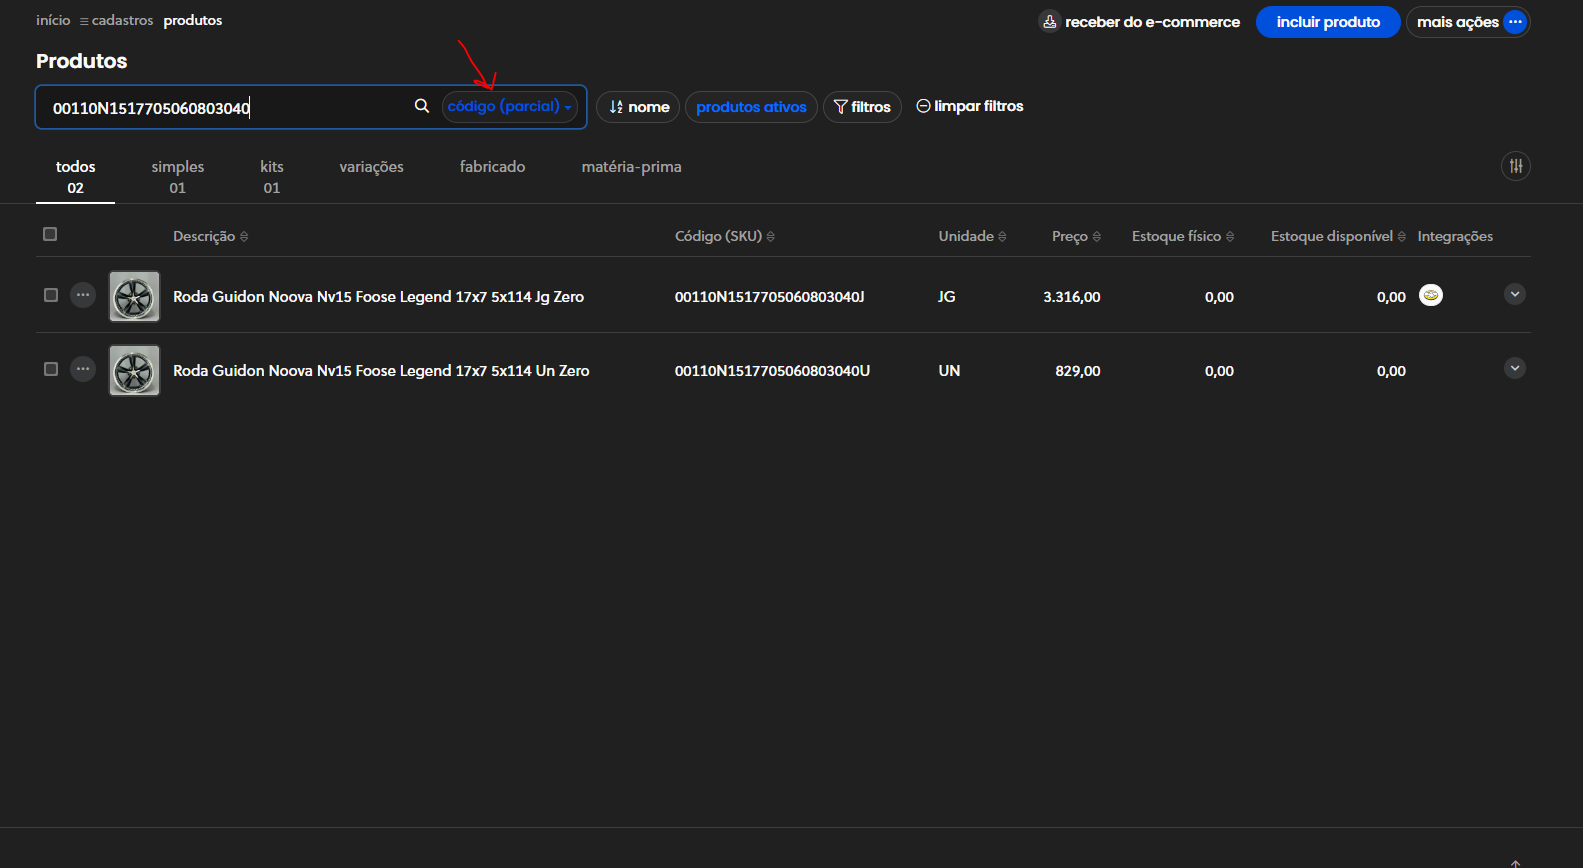 início cadastros produtos
receber do e-commerce incluir produto mais ações
Produtos
00110N1517705060803040 código (parcial) nome produtos ativos filtros limpar filtros
todos simples kits variações fabricado matéria-prima
02 01 01
Descrição Código (SKU) Unidade Preço Estoque físico Estoque disponível Integrações
Roda Guidon Noova Nv15 Foose Legend 17x7 5x114 Jg Zero 00110N1517705060803040J JG 3.316,00 0,00 0,00
Roda Guidon Noova Nv15 Foose Legend 17x7 5x114 Un Zero 00110N1517705060803040U UN 829,00 0,00 0,00